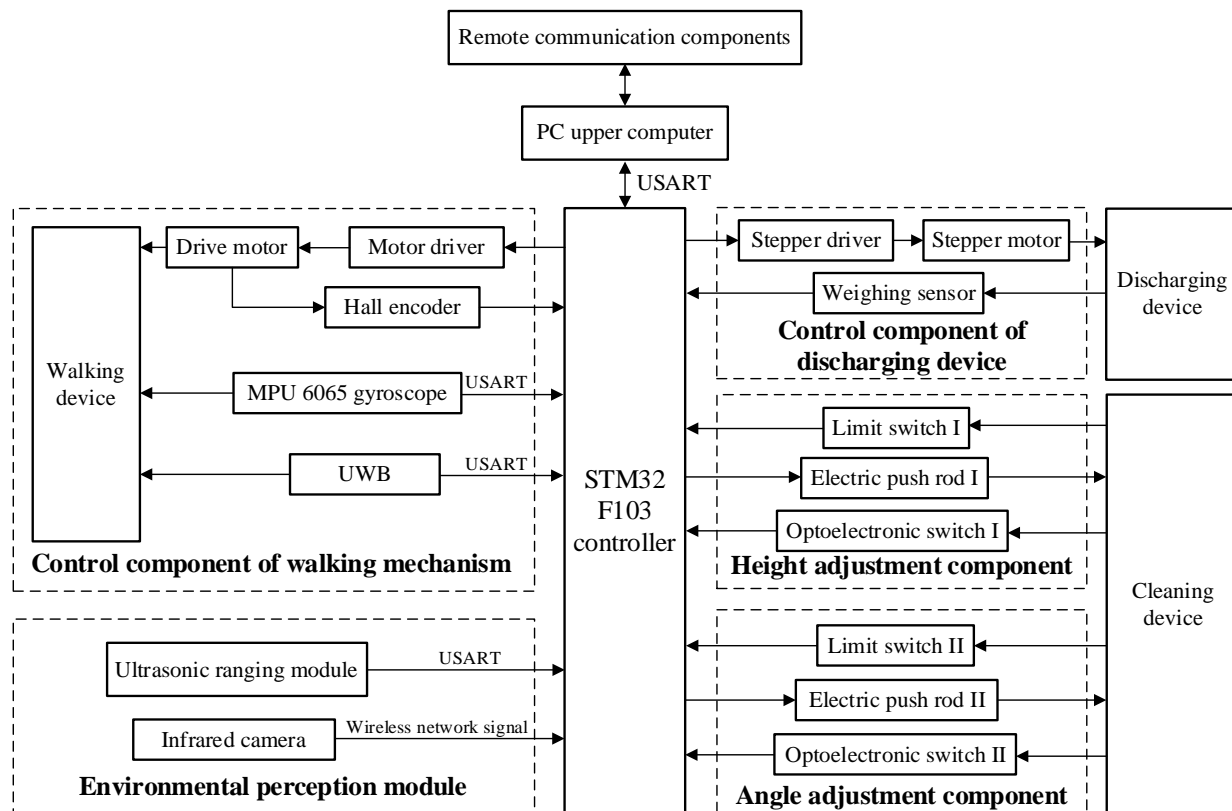 Remote communication components
PC upper computer
USART
Drive motor
Motor driver
Hall encoder
Walking
device
MPU 6065 gyroscope
USART
UWB
USART
Control component of walking mechanism
Ultrasonic ranging module
USART
Infrared camera
Wireless network signal
Environmental perception module
STM32
F103
controller
Stepper driver
Stepper motor
Weighing sensor
Control component of
discharging device
Discharging
device
Limit switch I
Electric push rod I
Optoelectronic switch I
Height adjustment component
Cleaning
device
Limit switch II
Electric push rod II
Optoelectronic switch II
Angle adjustment component